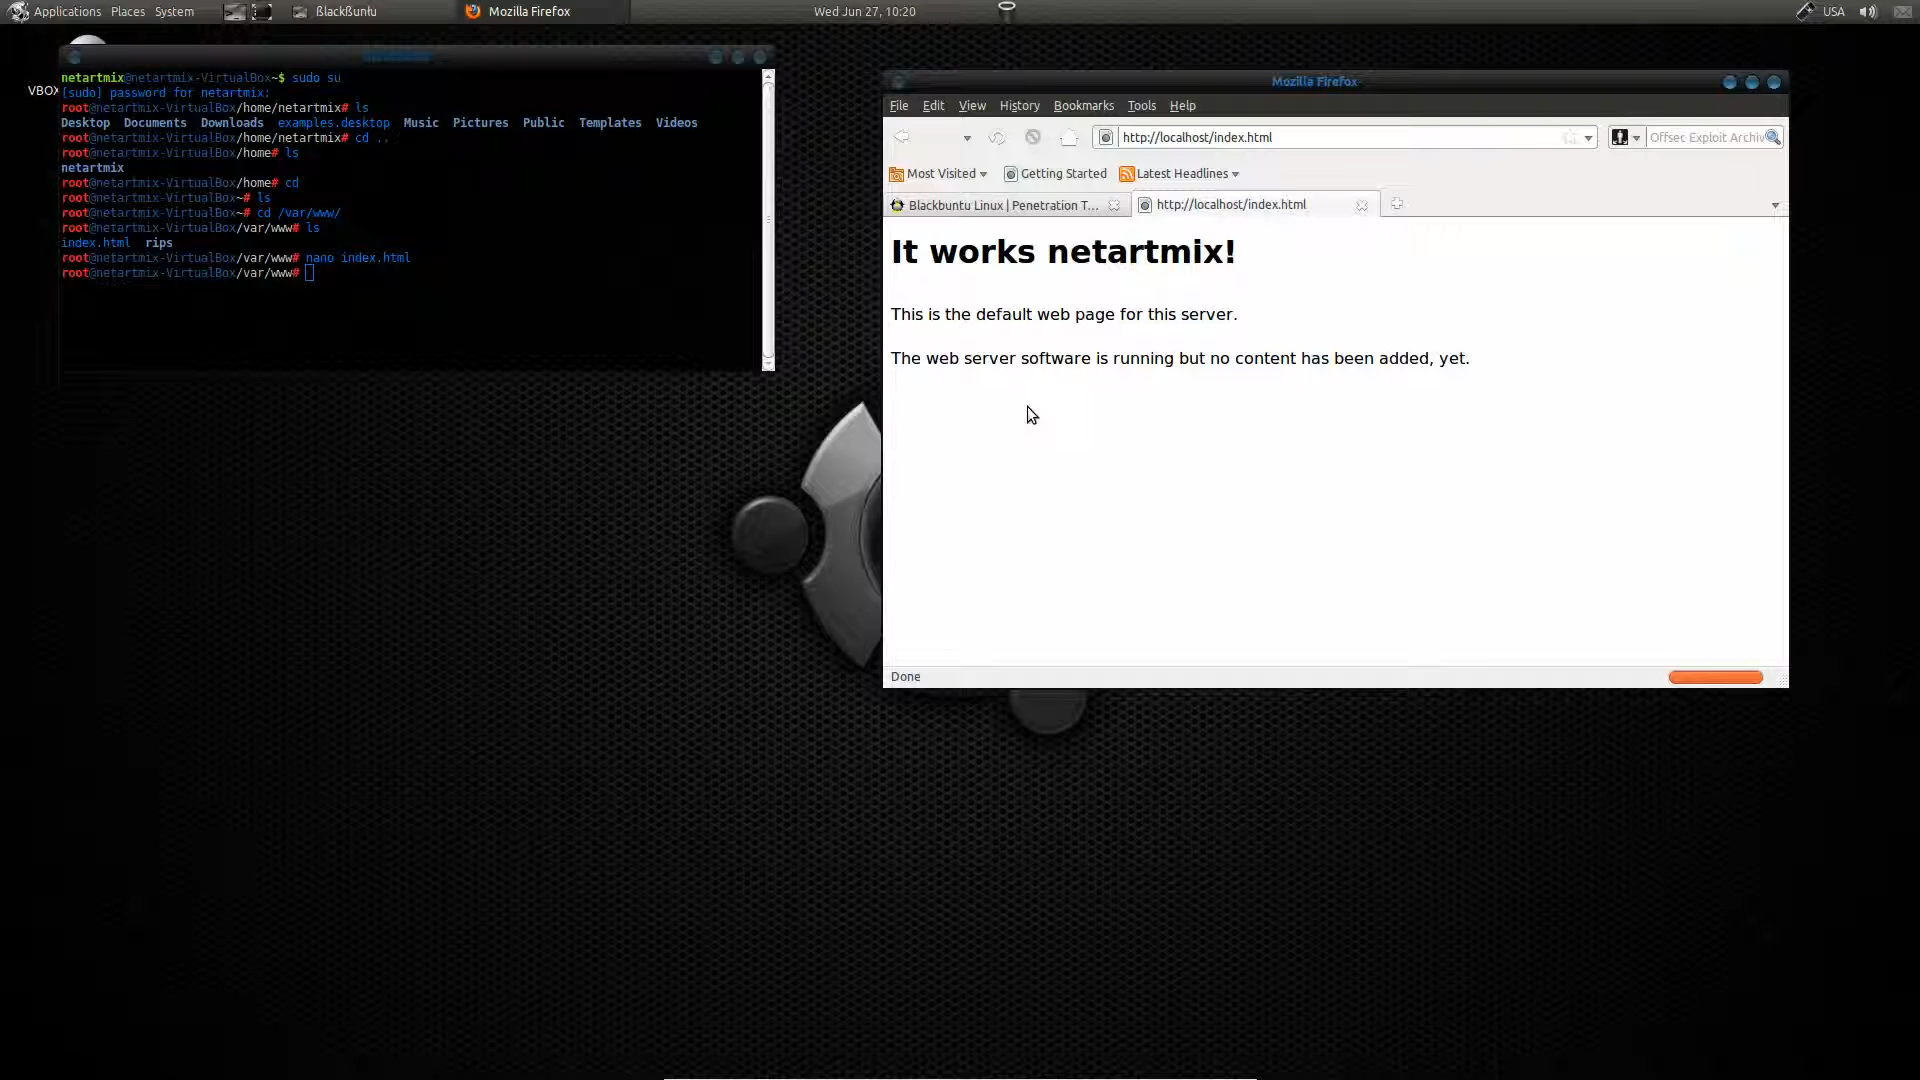 Applications Places System ßlackßunłu Mozilla Firefox Wed Jun 27, 10:20 USA
VBOX
netartmix@netartmix-VirtualBox~$ sudo su
[sudo] password for netartmix:
root@netartmix-VirtualBox/home/netartmix# ls
Desktop Documents Downloads examples.desktop Music Pictures Public Templates Videos
root@netartmix-VirtualBox/home/netartmix# cd ..
root@netartmix-VirtualBox/home# ls
netartmix
root@netartmix-VirtualBox/home# cd
root@netartmix-VirtualBox~# ls
root@netartmix-VirtualBox~# cd /var/www/
root@netartmix-VirtualBox/var/www# ls
index.html rips
root@netartmix-VirtualBox/var/www# nano index.html
root@netartmix-VirtualBox/var/www#
Mozilla Firefox
File Edit View History Bookmarks Tools Help
http://localhost/index.html Offsec Exploit Archiv
Most Visited Getting Started Latest Headlines
Blackbuntu Linux | Penetration T... http://localhost/index.html
It works netartmix!
This is the default web page for this server.
The web server software is running but no content has been added, yet.
Done